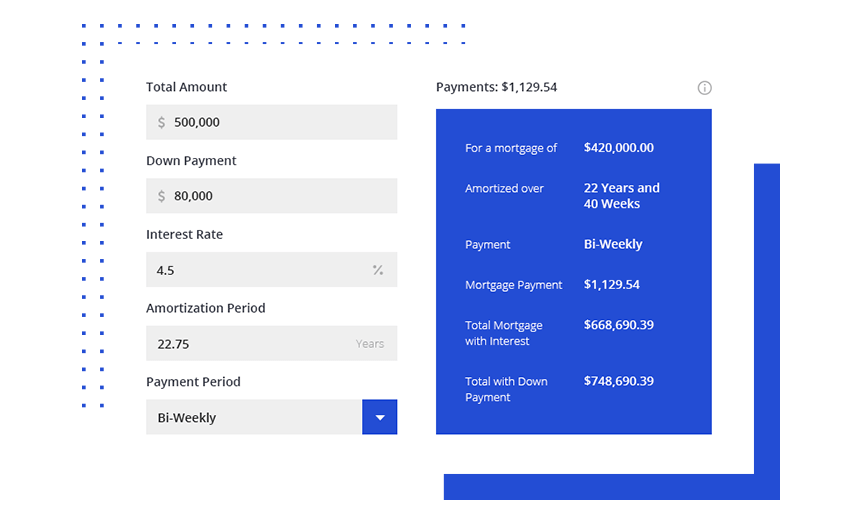 Total Amount
$ 500,000
Down Payment
$ 80,000
Interest Rate
4.5 %
Amortization Period
22.75 Years
Payment Period
Bi-Weekly
Payments: $1,129.54
For a mortgage of $420,000.00
Amortized over 22 Years and
40 Weeks
Payment Bi-Weekly
Mortgage Payment $1,129.54
Total Mortgage $668,690.39
with Interest
Total with Down $748,690.39
Payment